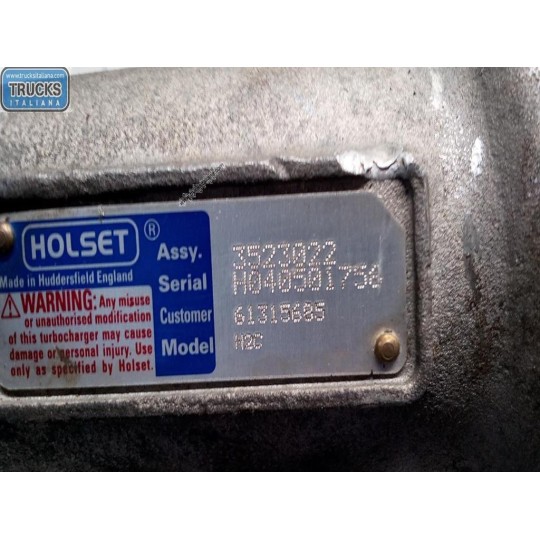 www.trucksitaliana.com
TRUCKS
ITALIANA
HOLSET ®
Made in Huddersfield England
WARNING: Any misuse
or unauthorised modification
of this turbocharger may cause
damage or personal injury. Use
only as specified by Holset.
Assy. 3523022
Serial H040501756
Customer 61315685
Model H2C